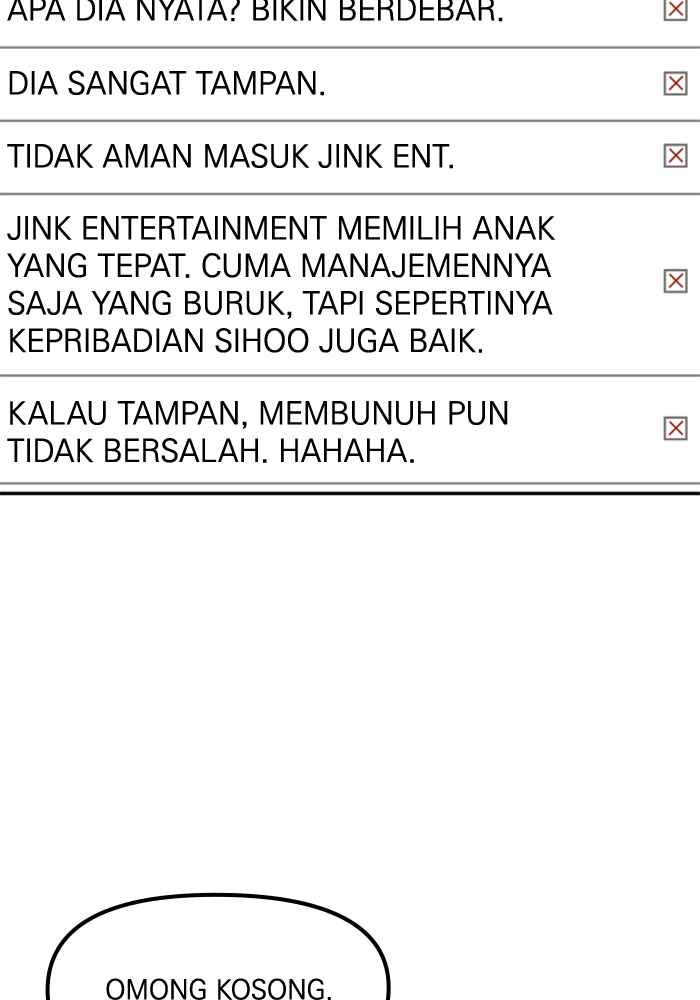 APA DIA NYATA? BIKIN BERDEBAR.
DIA SANGAT TAMPAN.
TIDAK AMAN MASUK JINK ENT.
JINK ENTERTAINMENT MEMILIH ANAK
YANG TEPAT. CUMA MANAJEMENNYA
SAJA YANG BURUK, TAPI SEPERTINYA
KEPRIBADIAN SIHOO JUGA BAIK.
KALAU TAMPAN, MEMBUNUH PUN
TIDAK BERSALAH. HAHAHA.
OMONG KOSONG.